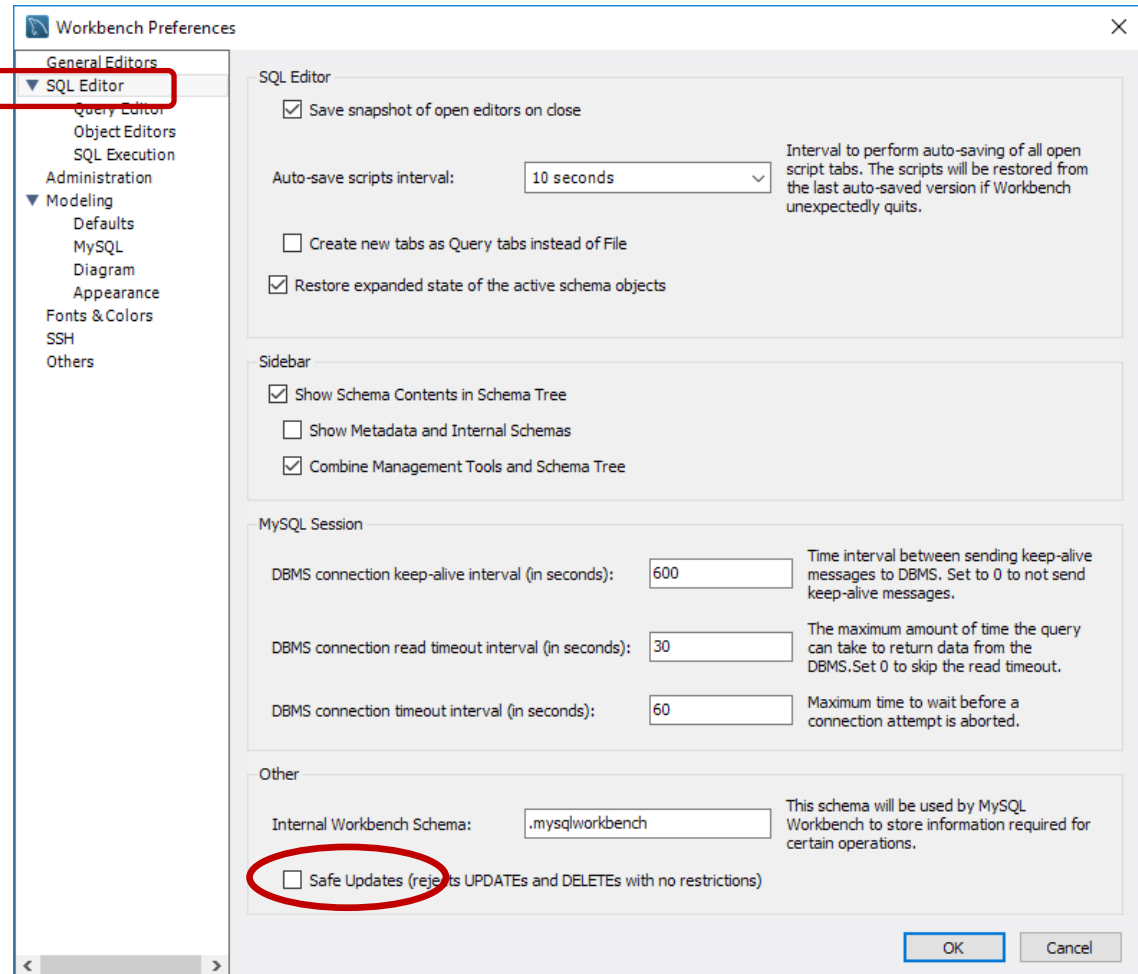 Workbench Preferences
General Editors
SQL Editor
Query Editor
Object Editors
SQL Execution
Administration
Modeling
Defaults
MySQL
Diagram
Appearance
Fonts & Colors
SSH
Others
SQL Editor
Save snapshot of open editors on close
Auto-save scripts interval:
10 seconds
Interval to perform auto-saving of all open
script tabs. The scripts will be restored from
the last auto-saved version if Workbench
unexpectedly quits.
Create new tabs as Query tabs instead of File
Restore expanded state of the active schema objects
Sidebar
Show Schema Contents in Schema Tree
Show Metadata and Internal Schemas
Combine Management Tools and Schema Tree
MySQL Session
DBMS connection keep-alive interval (in seconds):
600
Time interval between sending keep-alive
messages to DBMS. Set to 0 to not send
keep-alive messages.
DBMS connection read timeout interval (in seconds):
30
The maximum amount of time the query
can take to return data from the
DBMS.Set 0 to skip the read timeout.
DBMS connection timeout interval (in seconds):
60
Maximum time to wait before a
connection attempt is aborted.
Other
Internal Workbench Schema:
.mysqlworkbench
This schema will be used by MySQL
Workbench to store information required for
certain operations.
Safe Updates (rejects UPDATEs and DELETEs with no restrictions)
OK
Cancel